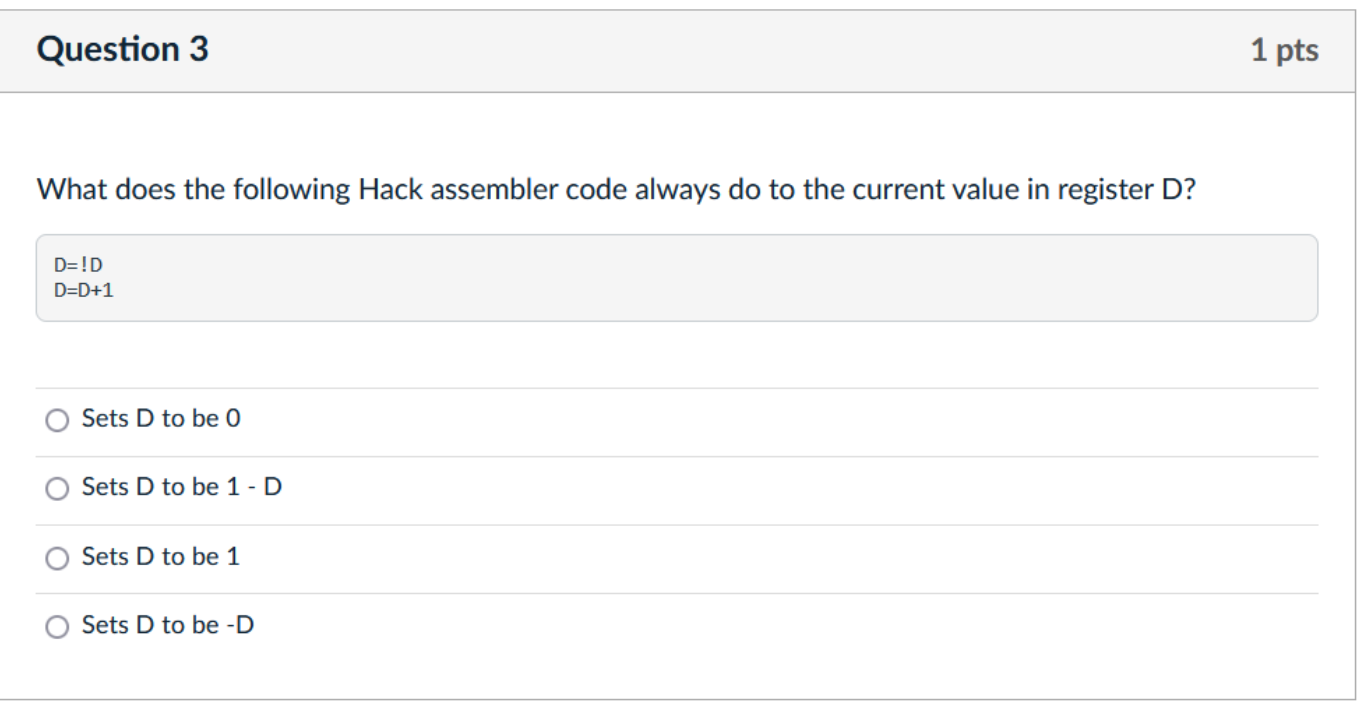 Question 3
1 pts
What does the following Hack assembler code always do to the current value in register D?
D=!D
D=D+1
Sets D to be 0
Sets D to be 1 - D
Sets D to be 1
Sets D to be -D